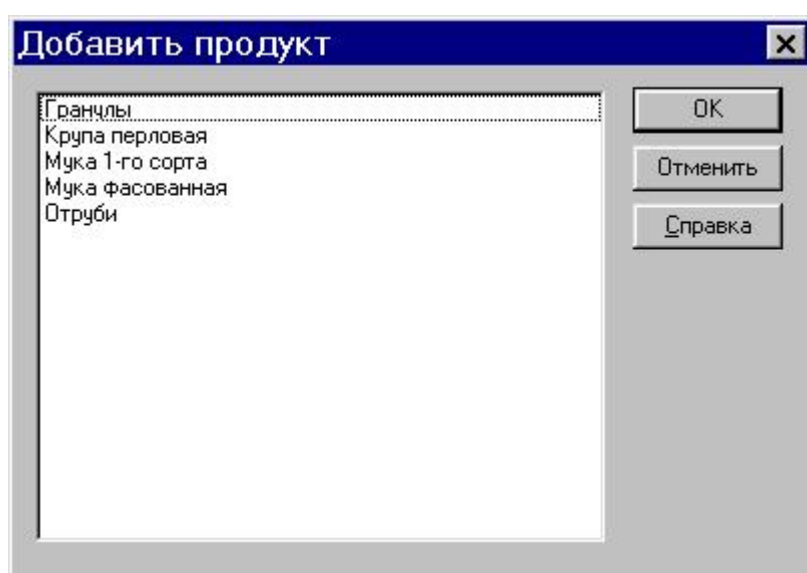 Добавить продукт
Гранулы
Крупа перловая
Мука 1-го сорта
Мука фасованная
Отруби
OK
Отменить
Справка